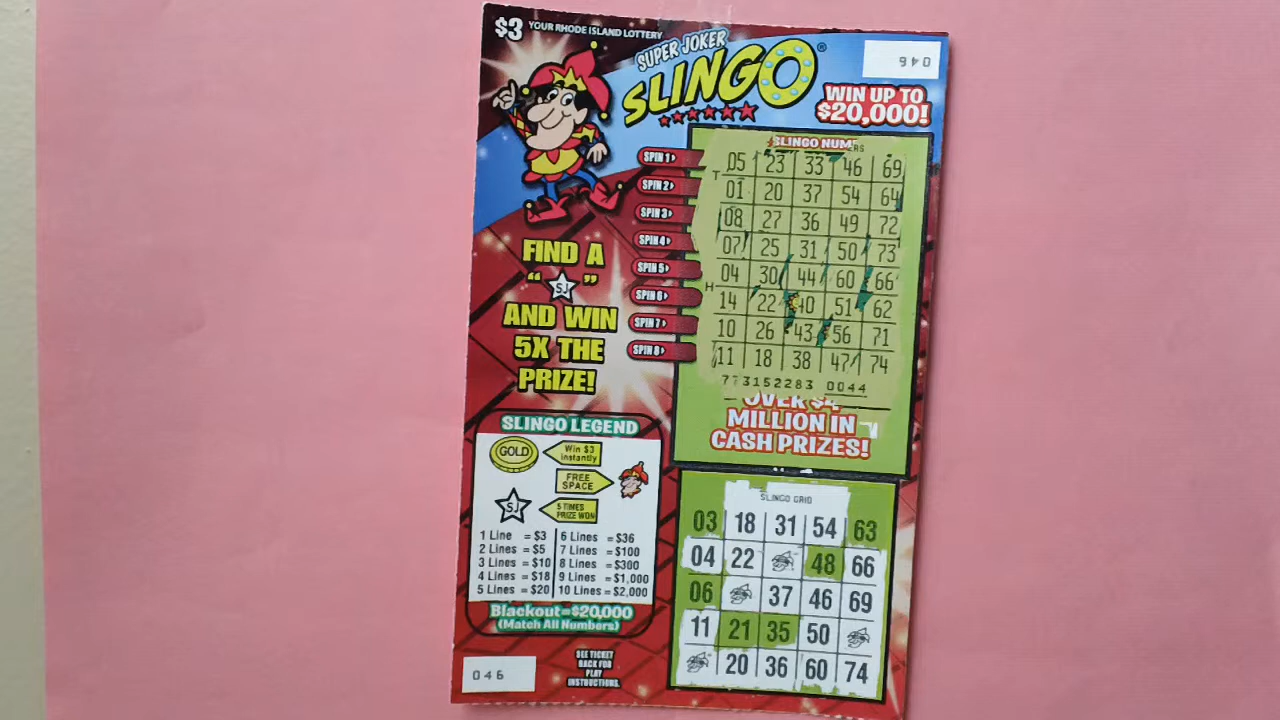 $3 YOUR RHODE ISLAND LOTTERY
SUPER JOKER
SLINGO®
046
WIN UP TO
$20,000!
SLINGO NUMBERS
SPIN 1 05 23 33 46 69
T
SPIN 2 01 20 37 54 64
SPIN 3 08 27 36 49 72
SPIN 4 07 25 31 50 73
SPIN 5 04 30 44 60 66
H
SPIN 6 14 22 40 51 62
SPIN 7 10 26 43 56 71
SPIN 8 11 18 38 47 74
773152283 0044
OVER $4
MILLION IN
CASH PRIZES!
FIND A
"SJ"
AND WIN
5X THE
PRIZE!
SLINGO LEGEND
GOLD Win $3
instantly
FREE
SPACE
SJ 5 TIMES
PRIZE WON
1 Line = $3 6 Lines = $36
2 Lines = $5 7 Lines = $100
3 Lines = $10 8 Lines = $300
4 Lines = $18 9 Lines = $1,000
5 Lines = $20 10 Lines = $2,000
Blackout=$20,000
(Match All Numbers)
SLINGO GRID
03 18 31 54 63
04 22 48 66
06 37 46 69
11 21 35 50
20 36 60 74
046
SEE TICKET
BACK FOR
PLAY
INSTRUCTIONS.